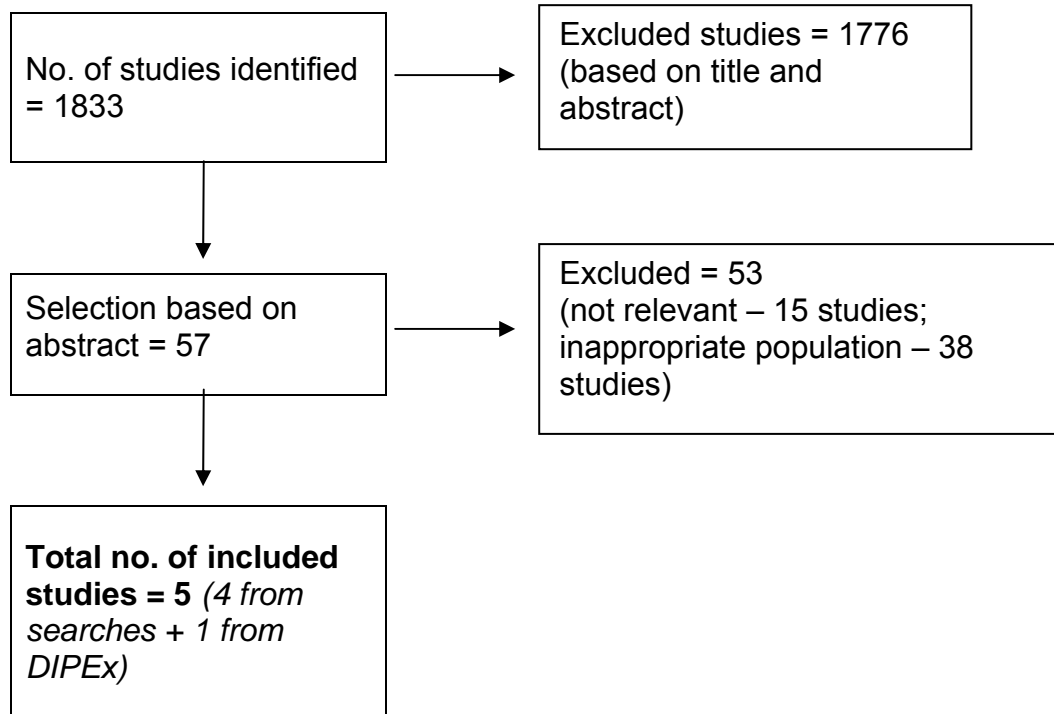 No. of studies identified
= 1833
Excluded studies = 1776
(based on title and
abstract)
Selection based on
abstract = 57
Excluded = 53
(not relevant – 15 studies;
inappropriate population – 38
studies)
Total no. of included
studies = 5 (4 from
searches + 1 from
DIPEx)